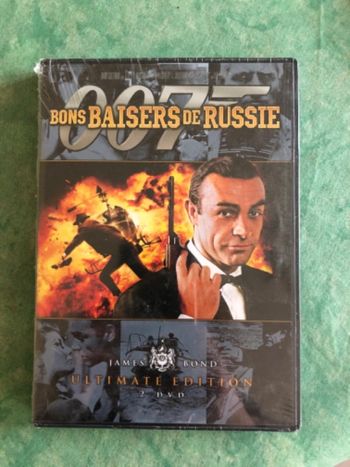 007
BONS BAISERS DE RUSSIE
JAMES BOND
ULTIMATE EDITION
2 DVD